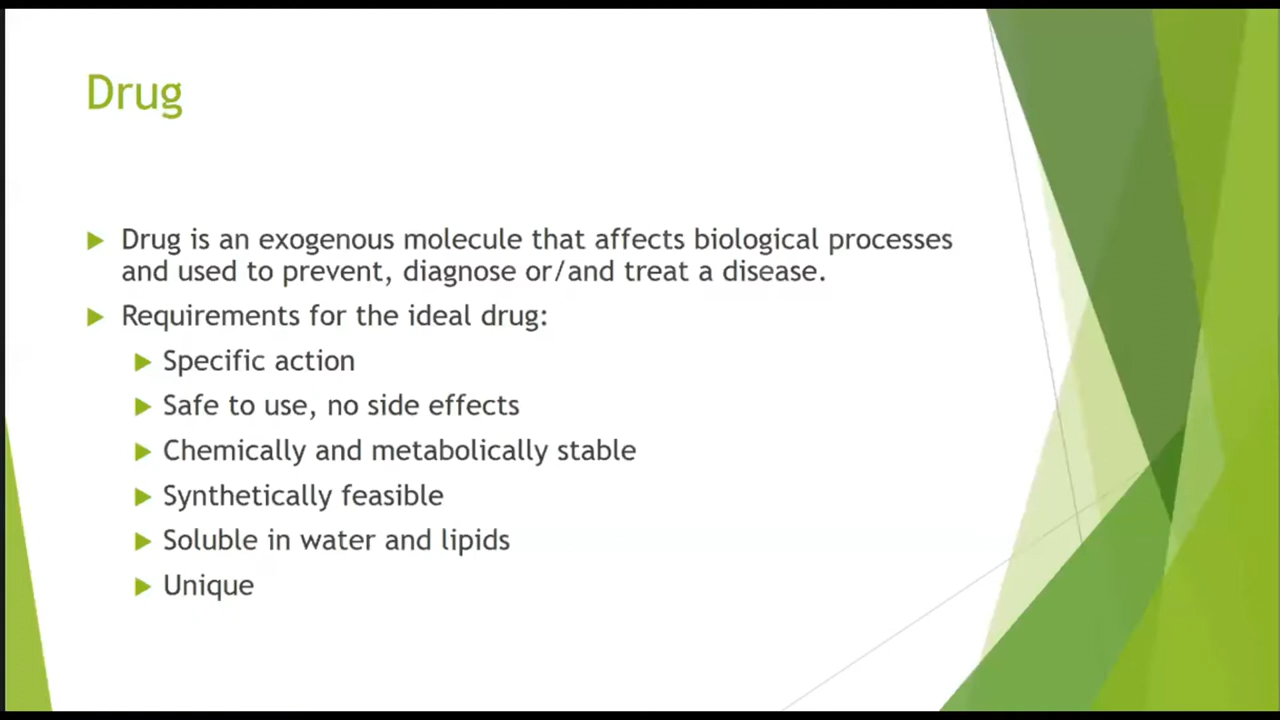 Drug
Drug is an exogenous molecule that affects biological processes
and used to prevent, diagnose or/and treat a disease.
Requirements for the ideal drug:
Specific action
Safe to use, no side effects
Chemically and metabolically stable
Synthetically feasible
Soluble in water and lipids
Unique